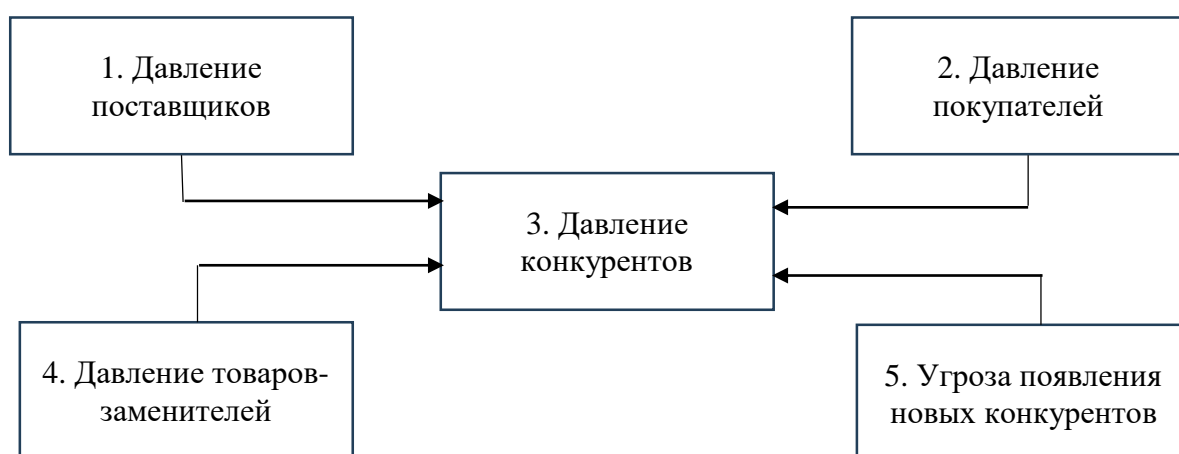 1. Давление
поставщиков
2. Давление
покупателей
3. Давление
конкурентов
4. Давление товаров-
заменителей
5. Угроза появления
новых конкурентов